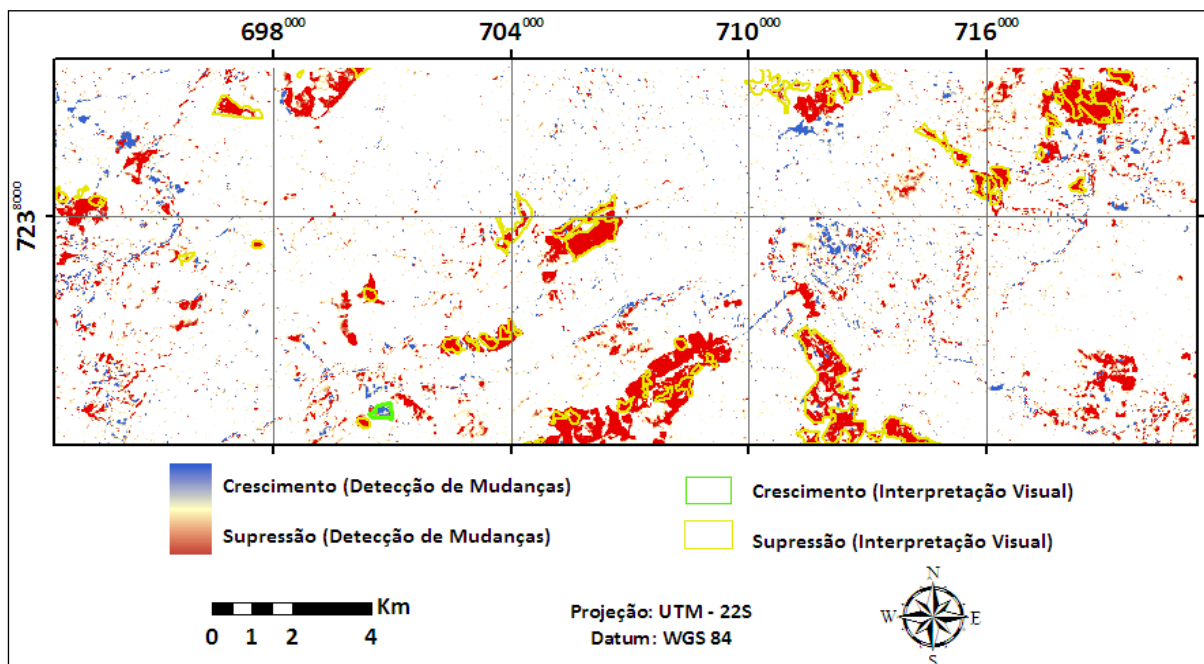 698000 704000 710000 716000
7238000
Crescimento (Detecção de Mudanças)
Supressão (Detecção de Mudanças)
Crescimento (Interpretação Visual)
Supressão (Interpretação Visual)
Km
0 1 2 4
Projeção: UTM - 22S
Datum: WGS 84
N
W E
S